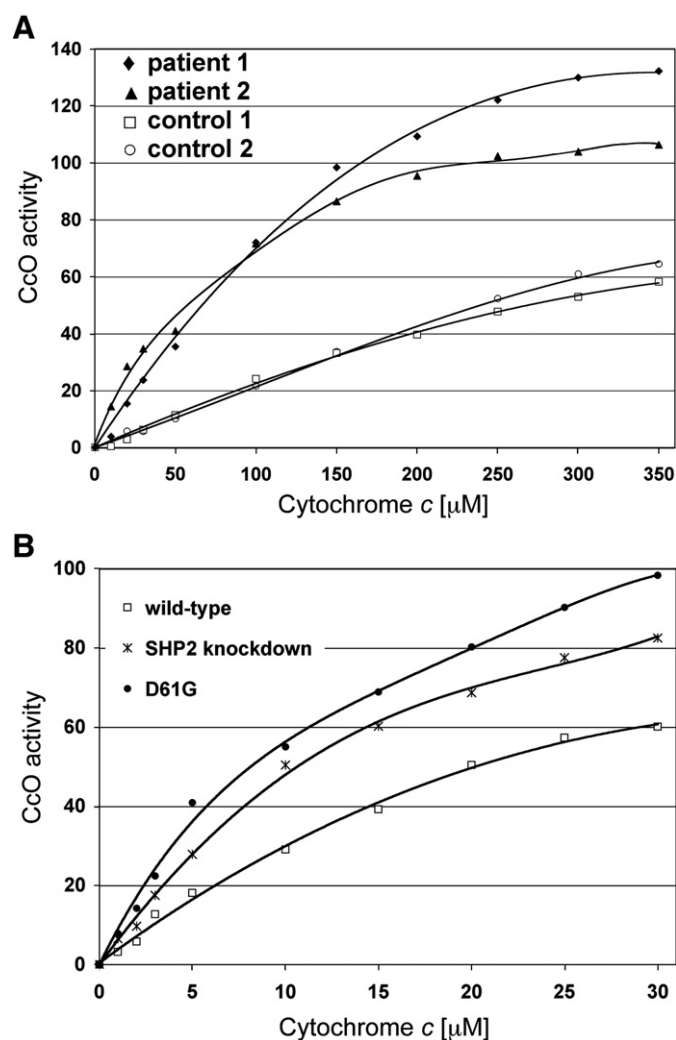 A
patient 1
patient 2
control 1
control 2
140
120
100
80
60
40
20
0
CcO activity
0 50 100 150 200 250 300 350
Cytochrome c [μM]
B
wild-type
SHP2 knockdown
D61G
100
80
60
40
20
0
CcO activity
0 5 10 15 20 25 30
Cytochrome c [μM]